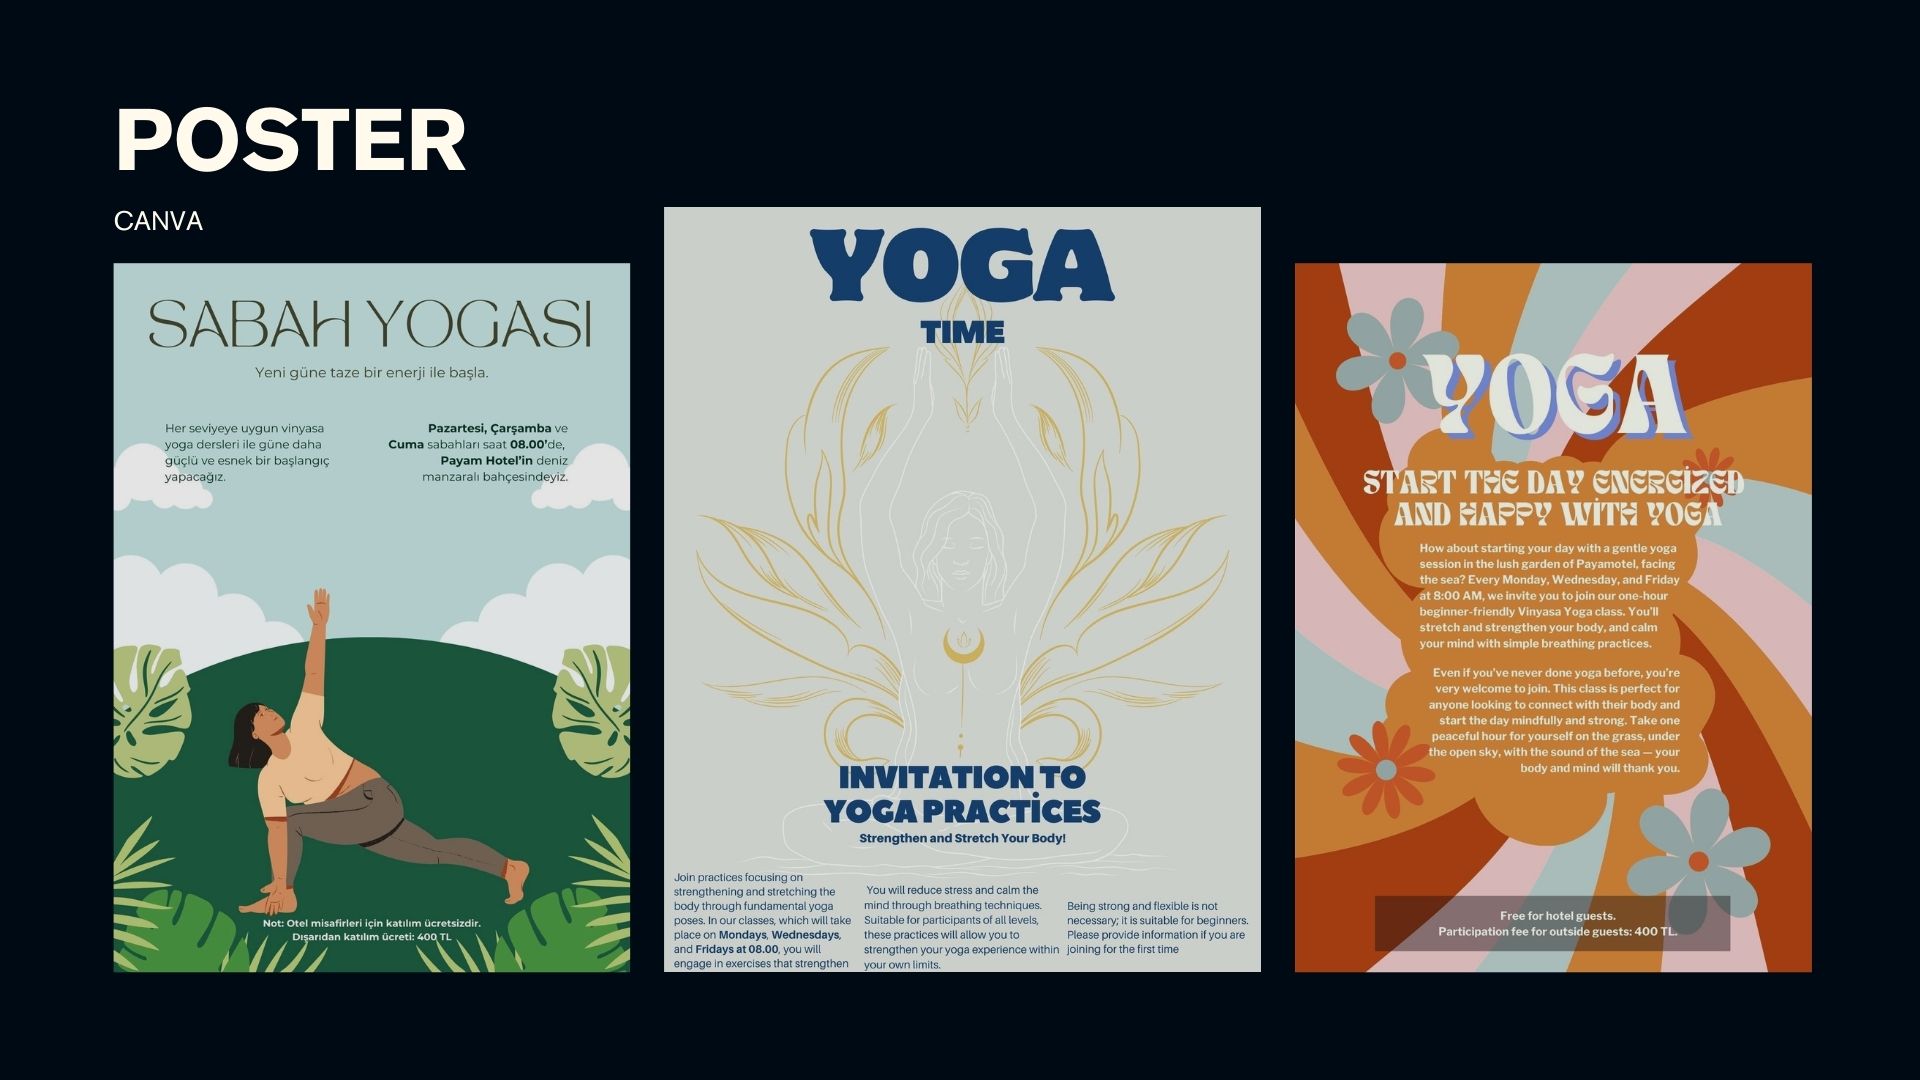 POSTER
CANVA
SABAH YOGASI
Yeni güne taze bir enerji ile başla.
Her seviyeye uygun vinyasa
yoga dersleri ile güne daha
güçlü ve esnek bir başlangıç
yapacağız.
Pazartesi, Çarşamba ve
Cuma sabahları saat 08.00'de,
Payam Hotel'in deniz
manzaralı bahçesindeyiz.
Not: Otel misafirleri için katılım ücretsizdir.
Dışarıdan katılım ücreti: 400 TL
YOGA
TIME
INVITATION TO
YOGA PRACTİCES
Strengthen and Stretch Your Body!
Join practices focusing on
strengthening and stretching the
body through fundamental yoga
poses. In our classes, which will take
place on Mondays, Wednesdays,
and Fridays at 08.00, you will
engage in exercises that strengthen
You will reduce stress and calm the
mind through breathing techniques.
Suitable for participants of all levels,
these practices will allow you to
strengthen your yoga experience within
your own limits.
Being strong and flexible is not
necessary; it is suitable for beginners.
Please provide information if you are
joining for the first time
YOGA
START THE DAY ENERGİZED
AND HAPPY WİTH YOGA
How about starting your day with a gentle yoga
session in the lush garden of Payamotel, facing
the sea? Every Monday, Wednesday, and Friday
at 8:00 AM, we invite you to join our one-hour
beginner-friendly Vinyasa Yoga class. You'll
stretch and strengthen your body, and calm
your mind with simple breathing practices.
Even if you've never done yoga before, you're
very welcome to join. This class is perfect for
anyone looking to connect with their body and
start the day mindfully and strong. Take one
peaceful hour for yourself on the grass, under
the open sky, with the sound of the sea — your
body and mind will thank you.
Free for hotel guests.
Participation fee for outside guests: 400 TL.